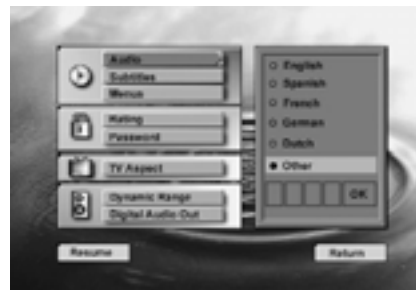 Audio
Subtitles
Menus
Rating
Password
TV Aspect
Dynamic Range
Digital Audio Out
English
Spanish
French
German
Dutch
Other
OK
Resume
Return